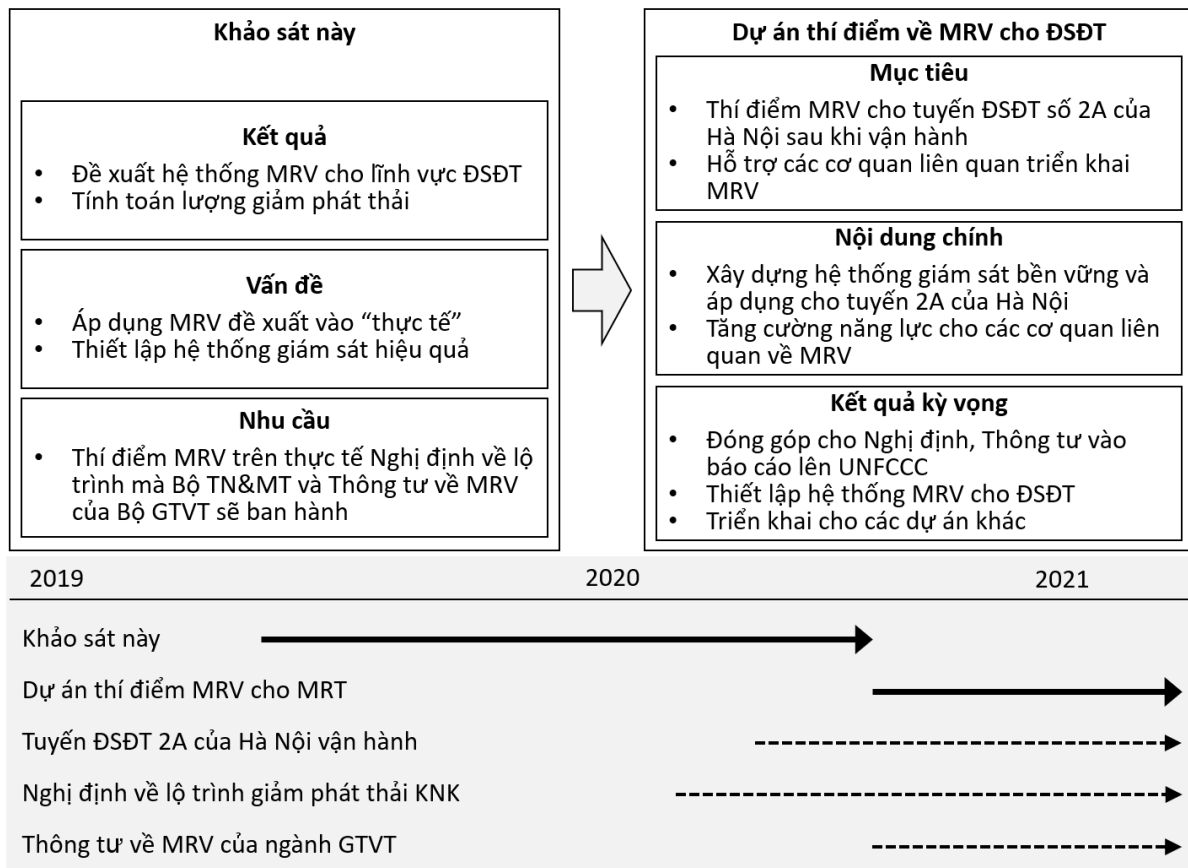 Khảo sát này
Kết quả
• Đề xuất hệ thống MRV cho lĩnh vực ĐSĐT
• Tính toán lượng giảm phát thải
Vấn đề
• Áp dụng MRV đề xuất vào “thực tế”
• Thiết lập hệ thống giám sát hiệu quả
Nhu cầu
• Thí điểm MRV trên thực tế Nghị định về lộ
trình mà Bộ TN&MT và Thông tư về MRV
của Bộ GTVT sẽ ban hành
Dự án thí điểm về MRV cho ĐSĐT
Mục tiêu
• Thí điểm MRV cho tuyến ĐSĐT số 2A của
Hà Nội sau khi vận hành
• Hỗ trợ các cơ quan liên quan triển khai
MRV
Nội dung chính
• Xây dựng hệ thống giám sát bền vững và
áp dụng cho tuyến 2A của Hà Nội
• Tăng cường năng lực cho các cơ quan liên
quan về MRV
Kết quả kỳ vọng
• Đóng góp cho Nghị định, Thông tư vào
báo cáo lên UNFCCC
• Thiết lập hệ thống MRV cho ĐSĐT
• Triển khai cho các dự án khác
2019 2020 2021
Khảo sát này
Dự án thí điểm MRV cho MRT
Tuyến ĐSĐT 2A của Hà Nội vận hành
Nghị định về lộ trình giảm phát thải KNK
Thông tư về MRV của ngành GTVT